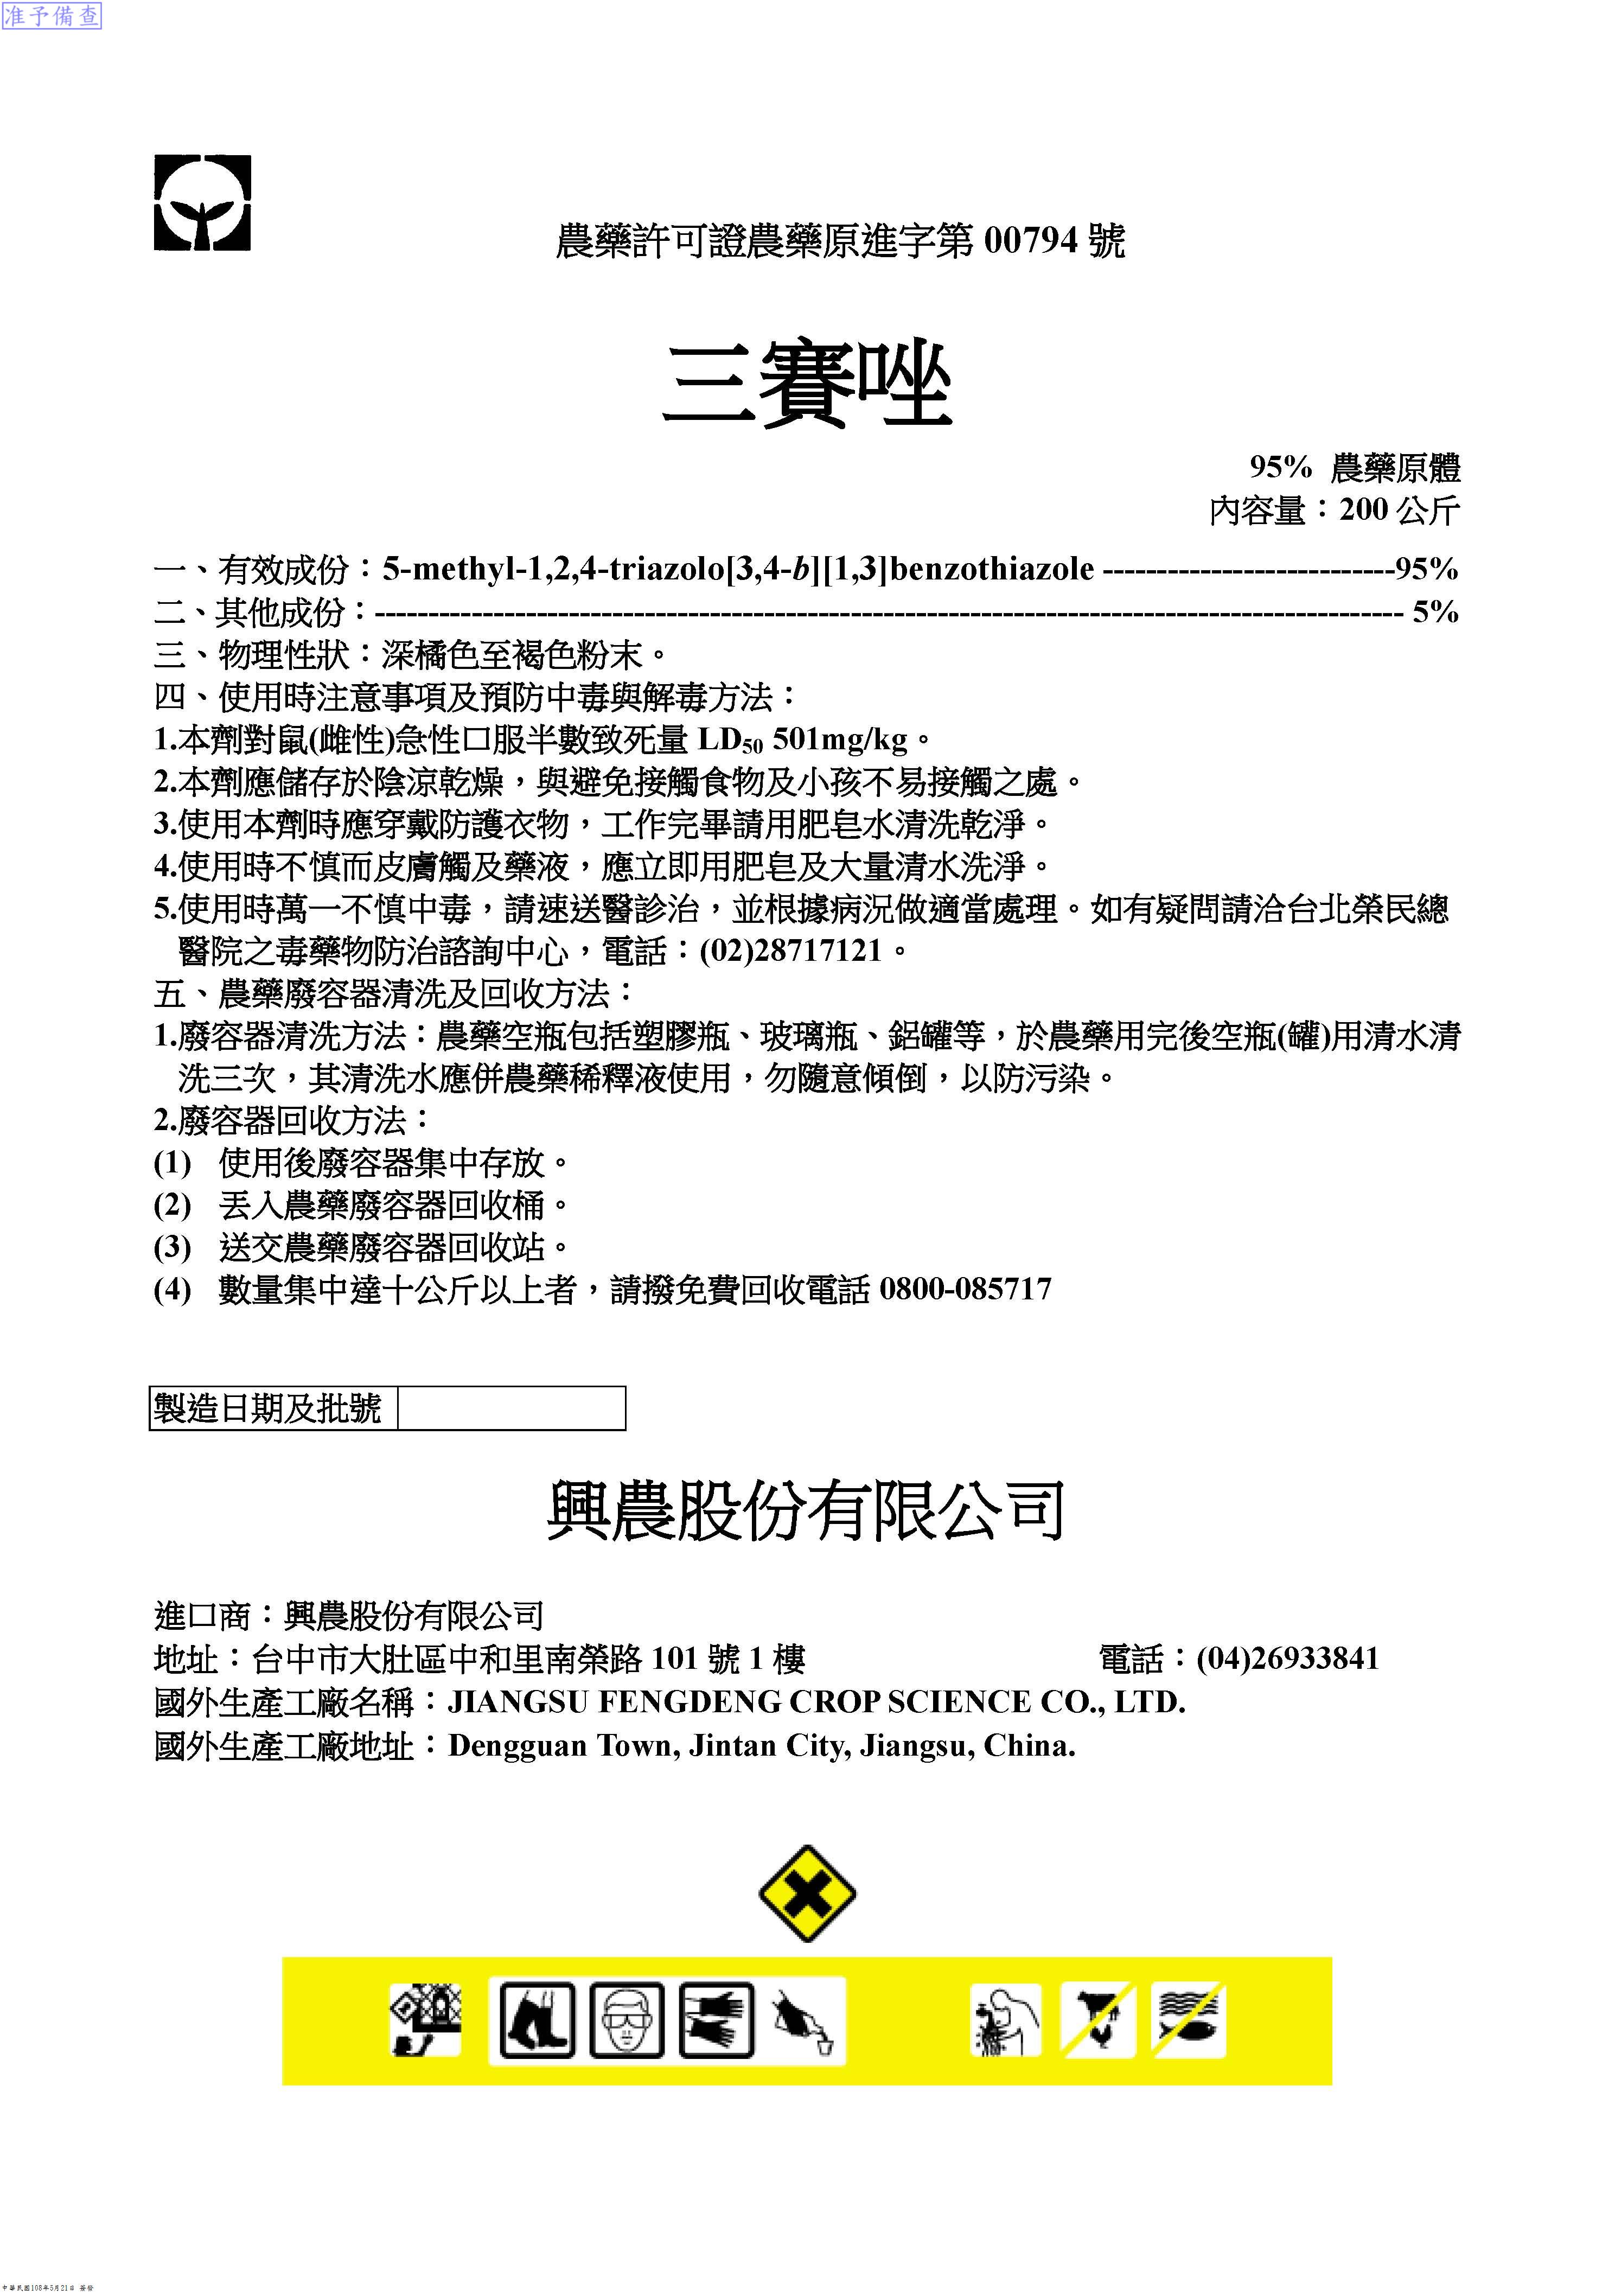 准予備查
農藥許可證農藥原進字第 00794 號
三賽唑
95% 農藥原體
內容量：200 公斤
一、有效成份：5-methyl-1,2,4-triazolo[3,4-b][1,3]benzothiazole ---------------------------95%
二、其他成份：----------------------------------------------------------------------------------------------- 5%
三、物理性狀：深橘色至褐色粉末。
四、使用時注意事項及預防中毒與解毒方法：
1.本劑對鼠(雌性)急性口服半數致死量 LD50 501mg/kg。
2.本劑應儲存於陰涼乾燥，與避免接觸食物及小孩不易接觸之處。
3.使用本劑時應穿戴防護衣物，工作完畢請用肥皂水清洗乾淨。
4.使用時不慎而皮膚觸及藥液，應立即用肥皂及大量清水洗淨。
5.使用時萬一不慎中毒，請速送醫診治，並根據病況做適當處理。如有疑問請洽台北榮民總
醫院之毒藥物防治諮詢中心，電話：(02)28717121。
五、農藥廢容器清洗及回收方法：
1.廢容器清洗方法：農藥空瓶包括塑膠瓶、玻璃瓶、鋁罐等，於農藥用完後空瓶(罐)用清水清
洗三次，其清洗水應併農藥稀釋液使用，勿隨意傾倒，以防污染。
2.廢容器回收方法：
(1) 使用後廢容器集中存放。
(2) 丟入農藥廢容器回收桶。
(3) 送交農藥廢容器回收站。
(4) 數量集中達十公斤以上者，請撥免費回收電話 0800-085717
製造日期及批號
興農股份有限公司
進口商：興農股份有限公司
地址：台中市大肚區中和里南榮路 101 號 1 樓 電話：(04)26933841
國外生產工廠名稱：JIANGSU FENGDENG CROP SCIENCE CO., LTD.
國外生產工廠地址：Dengguan Town, Jintan City, Jiangsu, China.
中華民國108年5月21日 簽發